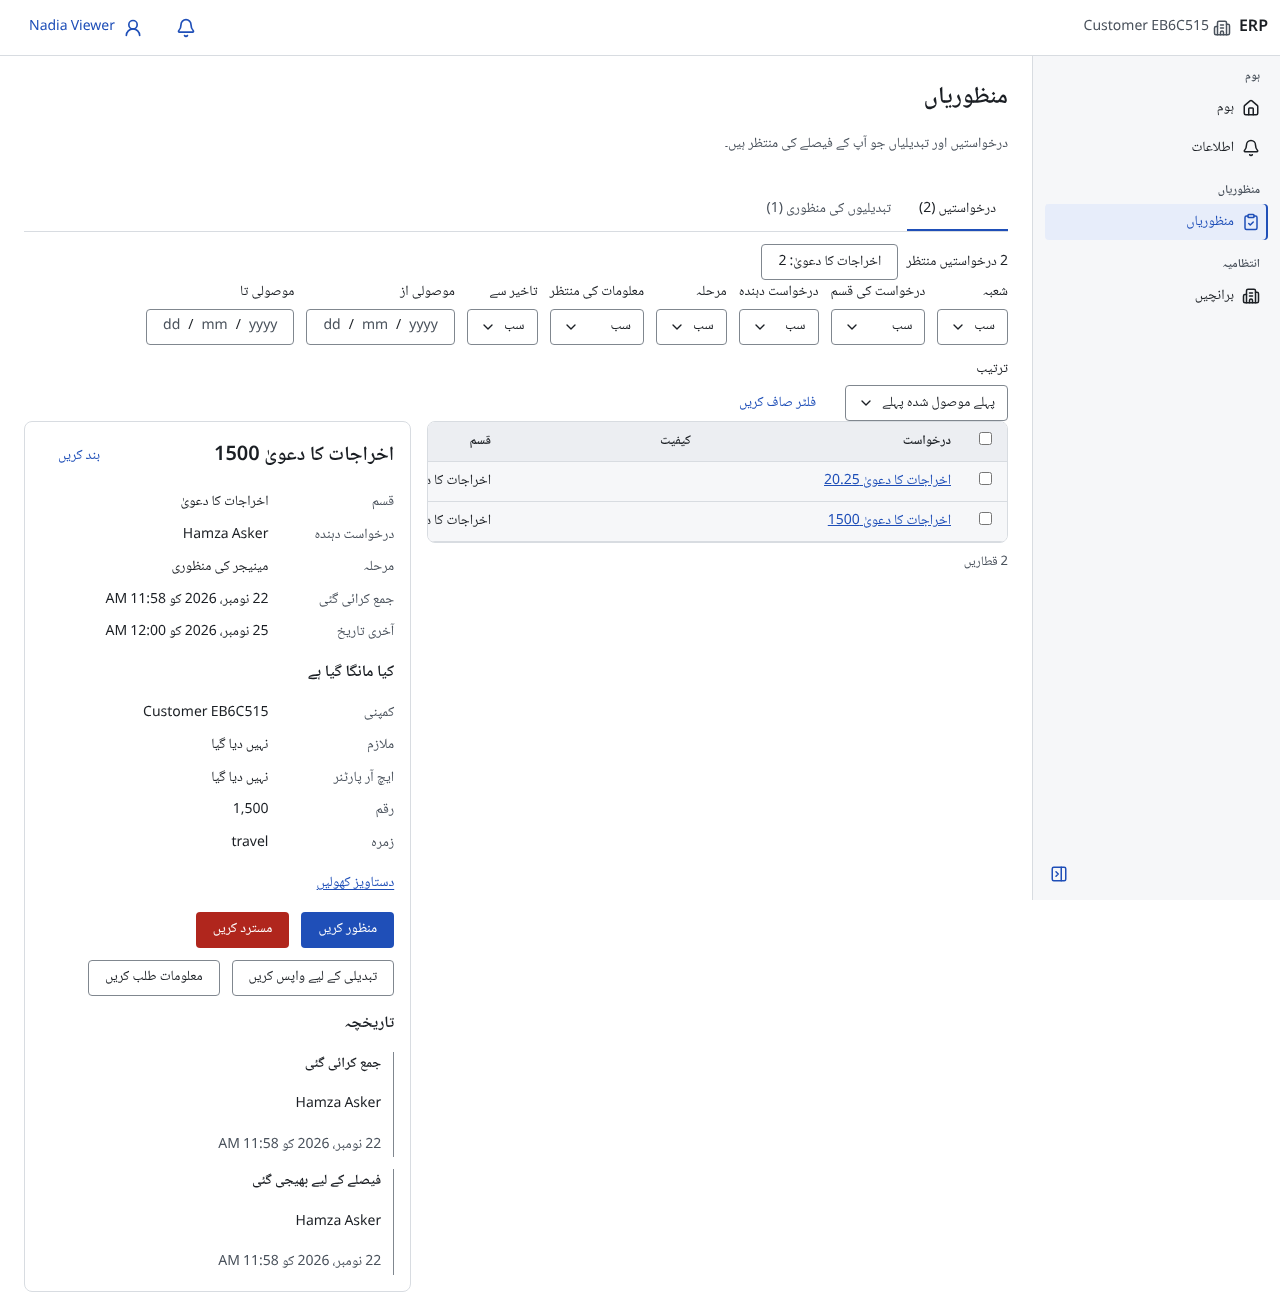 ERP Customer EB6C515
Nadia Viewer
ہوم
ہوم
اطلاعات
منظوریاں
منظوریاں
انتظامیہ
برانچیں
منظوریاں
درخواستیں اور تبدیلیاں جو آپ کے فیصلے کی منتظر ہیں۔
درخواستیں (2) تبدیلیوں کی منظوری (1)
2 درخواستیں منتظر اخراجات کا دعویٰ: 2
شعبہ درخواست کی قسم درخواست دہندہ مرحلہ معلومات کی منتظر تاخیر سے موصولی از موصولی تا
سب سب سب سب سب سب dd / mm / yyyy dd / mm / yyyy
ترتیب
پہلے موصول شدہ پہلے فلٹر صاف کریں
درخواست کیفیت قسم
اخراجات کا دعویٰ 20.25 اخراجات کا د
اخراجات کا دعویٰ 1500 اخراجات کا د
2 قطاریں
اخراجات کا دعویٰ 1500 بند کریں
قسم اخراجات کا دعویٰ
درخواست دہندہ Hamza Asker
مرحلہ مینیجر کی منظوری
جمع کرائی گئی 22 نومبر، 2026 کو 11:58 AM
آخری تاریخ 25 نومبر، 2026 کو 12:00 AM
کیا مانگا گیا ہے
کمپنی Customer EB6C515
ملازم نہیں دیا گیا
ایچ آر پارٹنر نہیں دیا گیا
رقم 1,500
زمرہ travel
دستاویز کھولیں
منظور کریں مسترد کریں
تبدیلی کے لیے واپس کریں معلومات طلب کریں
تاریخچہ
جمع کرائی گئی
Hamza Asker
22 نومبر، 2026 کو 11:58 AM
فیصلے کے لیے بھیجی گئی
Hamza Asker
22 نومبر، 2026 کو 11:58 AM